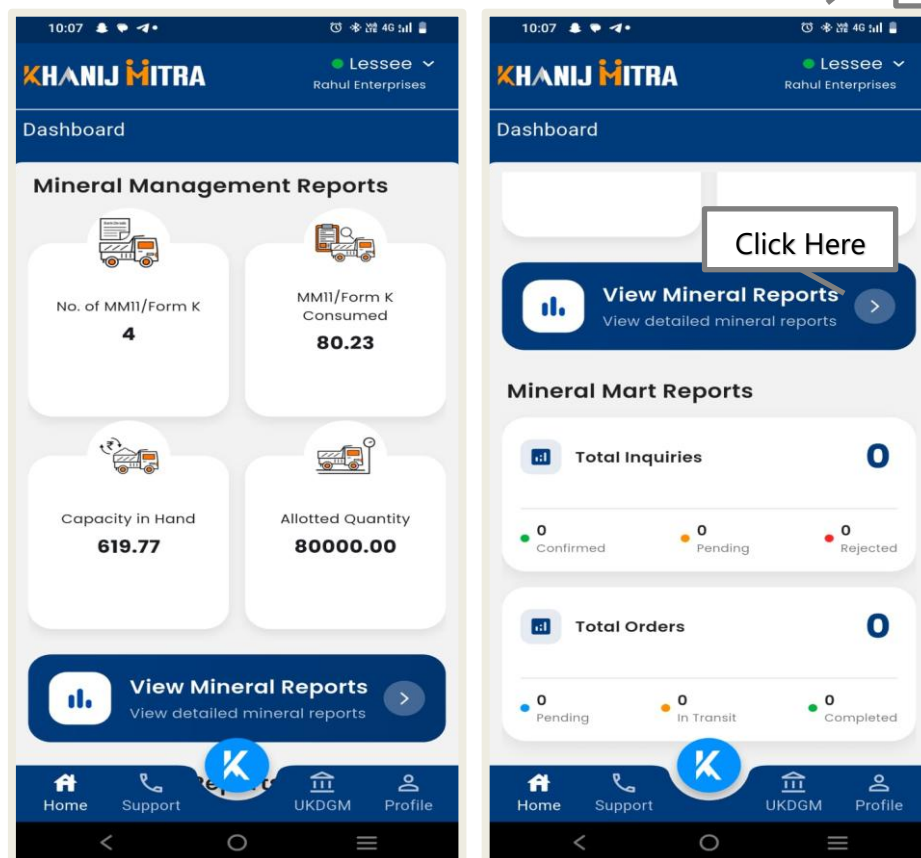 10:07 4G
KHANIJ MITRA
Lessee
Rahul Enterprises
Dashboard
Mineral Management Reports
No. of MM11/Form K
4
MM11/Form K
Consumed
80.23
Capacity in Hand
619.77
Allotted Quantity
80000.00
View Mineral Reports
View detailed mineral reports
K
Home Support UKDGM Profile
10:07 4G
KHANIJ MITRA
Lessee
Rahul Enterprises
Dashboard
Click Here
View Mineral Reports
View detailed mineral reports
Mineral Mart Reports
Total Inquiries 0
0 0 0
Confirmed Pending Rejected
Total Orders 0
0 0 0
Pending In Transit Completed
K
Home Support UKDGM Profile